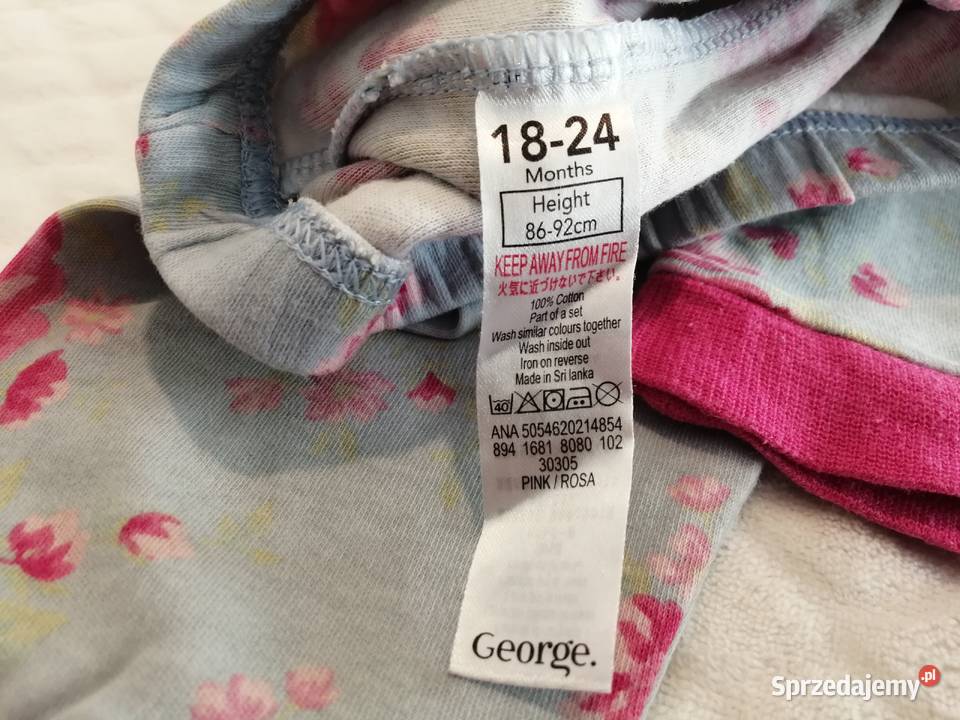 18-24
Months
Height
86-92cm
KEEP AWAY FROM FIRE
火気に近づけないで下さい。
100% Cotton
Part of a set
Wash similar colours together
Wash inside out
Iron on reverse
Made in Sri lanka
40
ANA 5054620214854
894 1681 8080 102
30305
PINK / ROSA
George.
Sprzedajemy.pl